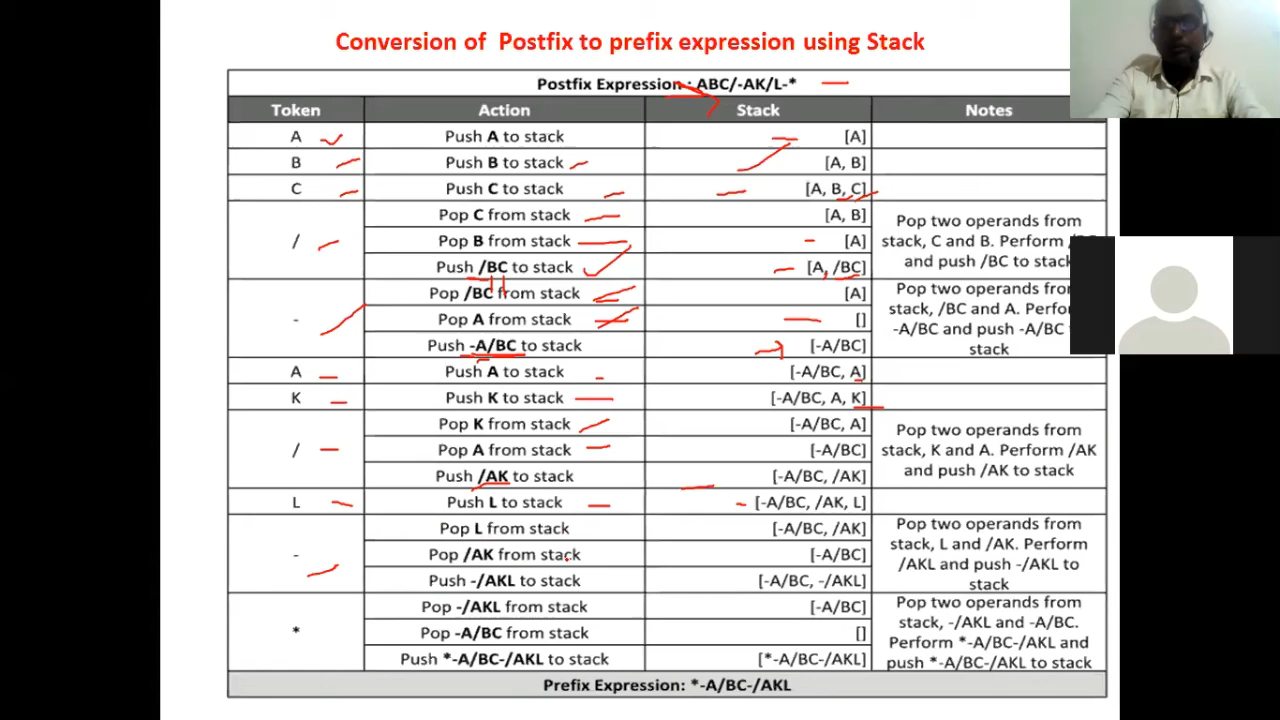 Conversion of Postfix to prefix expression using Stack
Postfix Expression : ABC/-AK/L-*
Token Action Stack Notes
A Push A to stack [A]
B Push B to stack [A, B]
C Push C to stack [A, B, C]
/ Pop C from stack [A, B]
Pop B from stack [A]
Push /BC to stack [A, /BC]
Pop two operands from
stack, C and B. Perform
and push /BC to stack
- Pop /BC from stack [A]
Pop A from stack []
Push -A/BC to stack [-A/BC]
Pop two operands from
stack, /BC and A.
-A/BC and push -A/BC
stack
A Push A to stack [-A/BC, A]
K Push K to stack [-A/BC, A, K]
/ Pop K from stack [-A/BC, A]
Pop A from stack [-A/BC]
Push /AK to stack [-A/BC, /AK]
Pop two operands from
stack, K and A. Perform /AK
and push /AK to stack
L Push L to stack [-A/BC, /AK, L]
- Pop L from stack [-A/BC, /AK]
Pop /AK from stack [-A/BC]
Push -/AKL to stack [-A/BC, -/AKL]
Pop two operands from
stack, L and /AK. Perform
/AKL and push -/AKL to
stack
* Pop -/AKL from stack [-A/BC]
Pop -A/BC from stack []
Push *-A/BC-/AKL to stack [*-A/BC-/AKL]
Pop two operands from
stack, -/AKL and -A/BC.
Perform *-A/BC-/AKL and
push *-A/BC-/AKL to stack
Prefix Expression: *-A/BC-/AKL